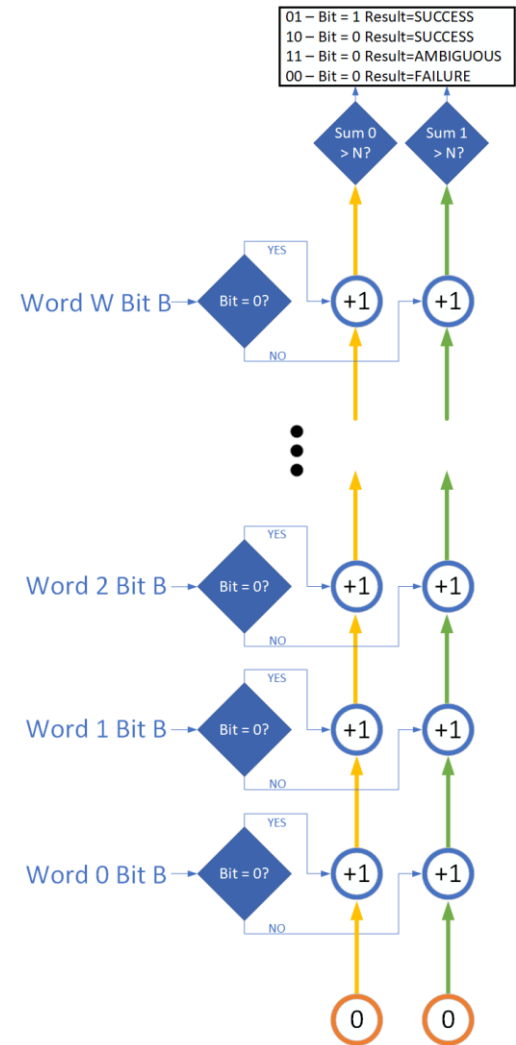 01 – Bit = 1 Result=SUCCESS
10 – Bit = 0 Result=SUCCESS
11 – Bit = 0 Result=AMBIGUOUS
00 – Bit = 0 Result=FAILURE
Sum 0
> N?
Sum 1
> N?
YES
Word W Bit B
Bit = 0?
+1
+1
NO
YES
Word 2 Bit B
Bit = 0?
+1
+1
NO
YES
Word 1 Bit B
Bit = 0?
+1
+1
NO
YES
Word 0 Bit B
Bit = 0?
+1
+1
NO
0
0